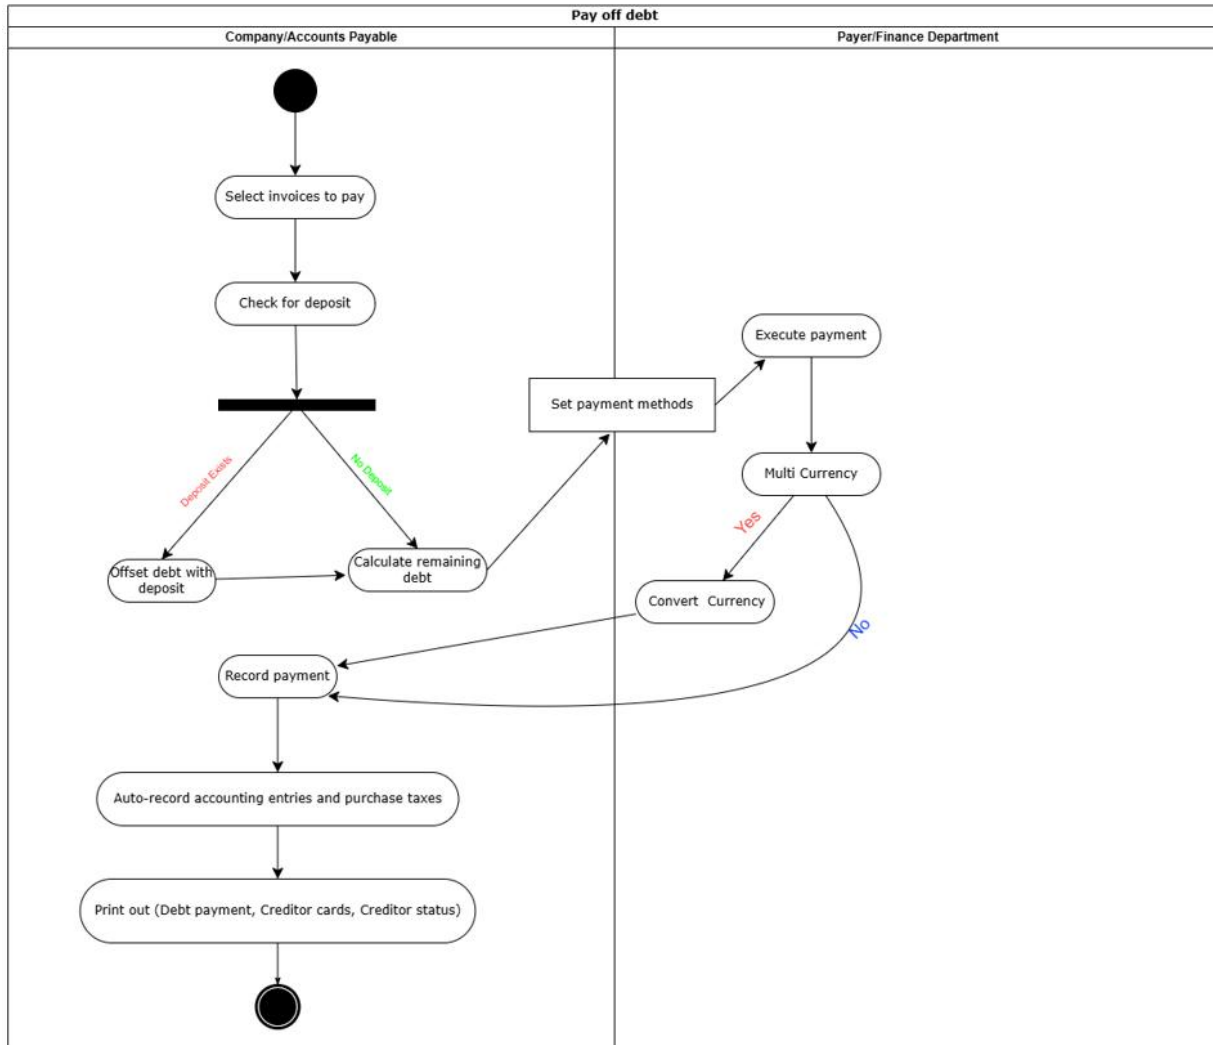 Pay off debt
Company/Accounts Payable
Payer/Finance Department
Select invoices to pay
Check for deposit
Execute payment
Set payment methods
Deposit Exists
No Deposit
Multi Currency
Yes
Offset debt with
deposit
Calculate remaining
debt
Convert Currency
No
Record payment
Auto-record accounting entries and purchase taxes
Print out (Debt payment, Creditor cards, Creditor status)